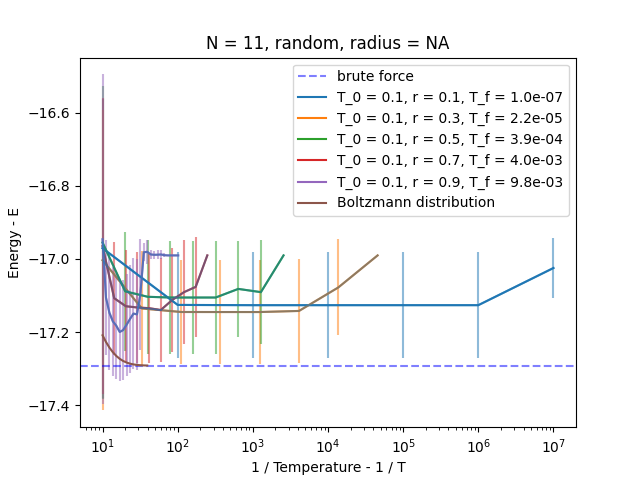 N = 11, random, radius = NA
brute force
T_0 = 0.1, r = 0.1, T_f = 1.0e-07
T_0 = 0.1, r = 0.3, T_f = 2.2e-05
T_0 = 0.1, r = 0.5, T_f = 3.9e-04
T_0 = 0.1, r = 0.7, T_f = 4.0e-03
T_0 = 0.1, r = 0.9, T_f = 9.8e-03
Boltzmann distribution
Energy - E
−16.6
−16.8
−17.0
−17.2
−17.4
10¹ 10² 10³ 10⁴ 10⁵ 10⁶ 10⁷
1 / Temperature - 1 / T